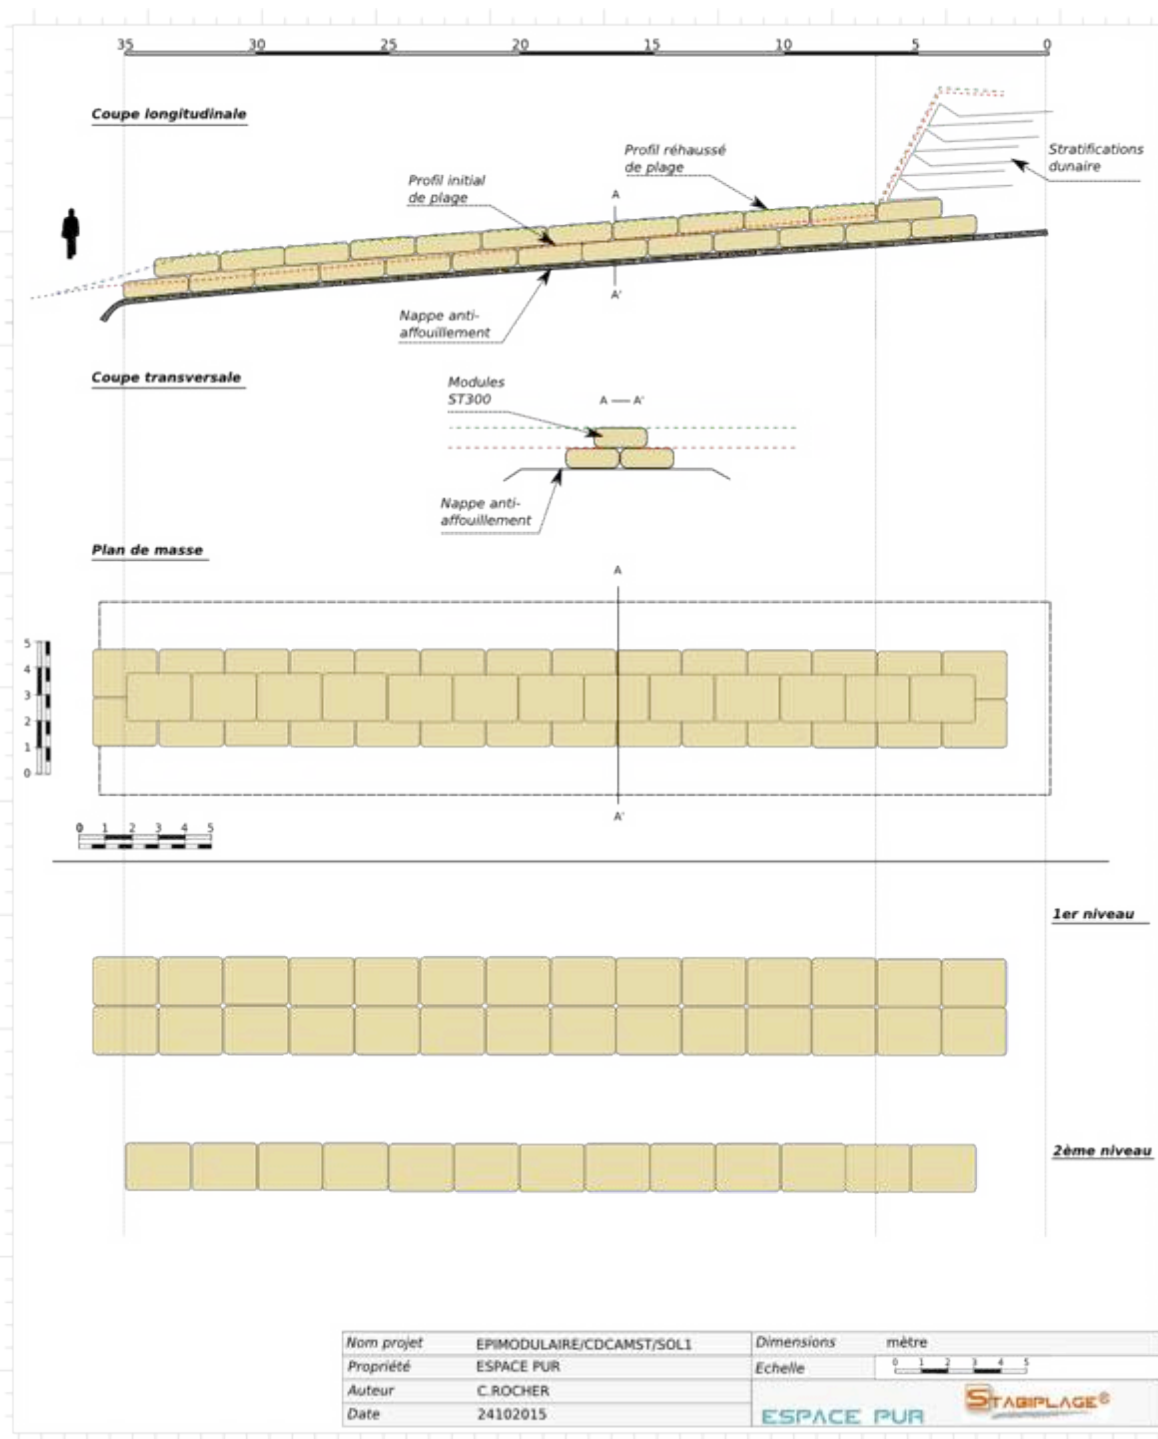 35 30 25 20 15 10 5 0
Coupe longitudinale
Profil réhaussé
de plage
Stratifications
dunaire
Profil initial
de plage
A
A'
Nappe anti-
affouillement
Coupe transversale
Modules
ST300
A — A'
Nappe anti-
affouillement
Plan de masse
A
5
4
3
2
1
0
A'
0 1 2 3 4 5
1er niveau
2ème niveau
Nom projet EPIMODULAIRE/CDCAMST/SOL1 Dimensions mètre
Propriété ESPACE PUR Echelle 0 1 2 3 4 5
Auteur C.ROCHER
Date 24102015
ESPACE PUR STABIPLAGE®